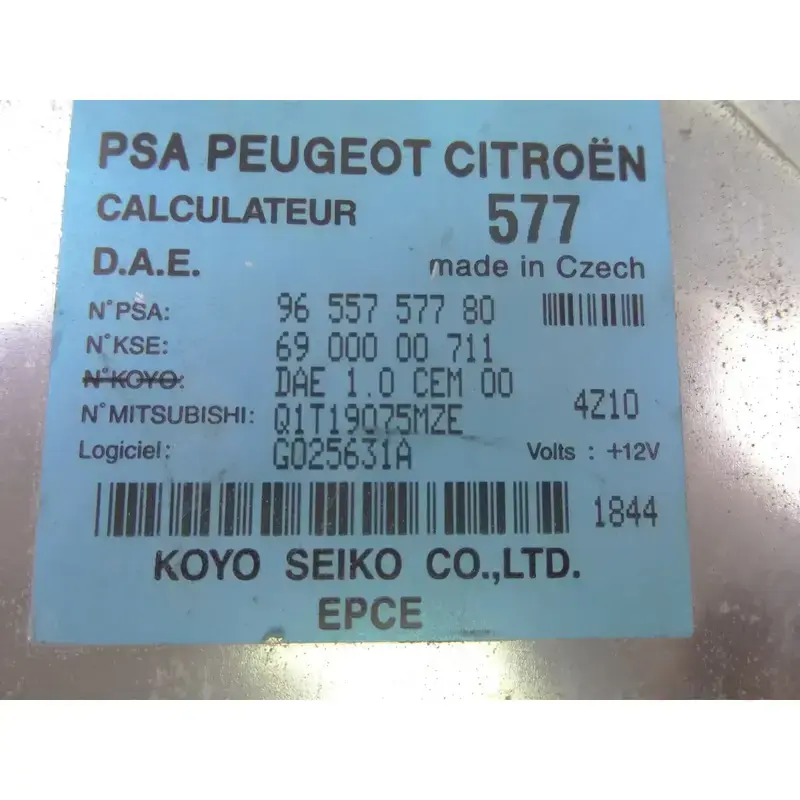 PSA PEUGEOT CITROËN
CALCULATEUR 577
D.A.E. made in Czech
N°PSA: 96 557 577 80
N°KSE: 69 000 00 711
N°KOYO: DAE 1.0 CEM 00
N°MITSUBISHI: Q1T19075MZE 4Z10
Logiciel: G025631A Volts : +12V
1844
KOYO SEIKO CO.,LTD.
EPCE